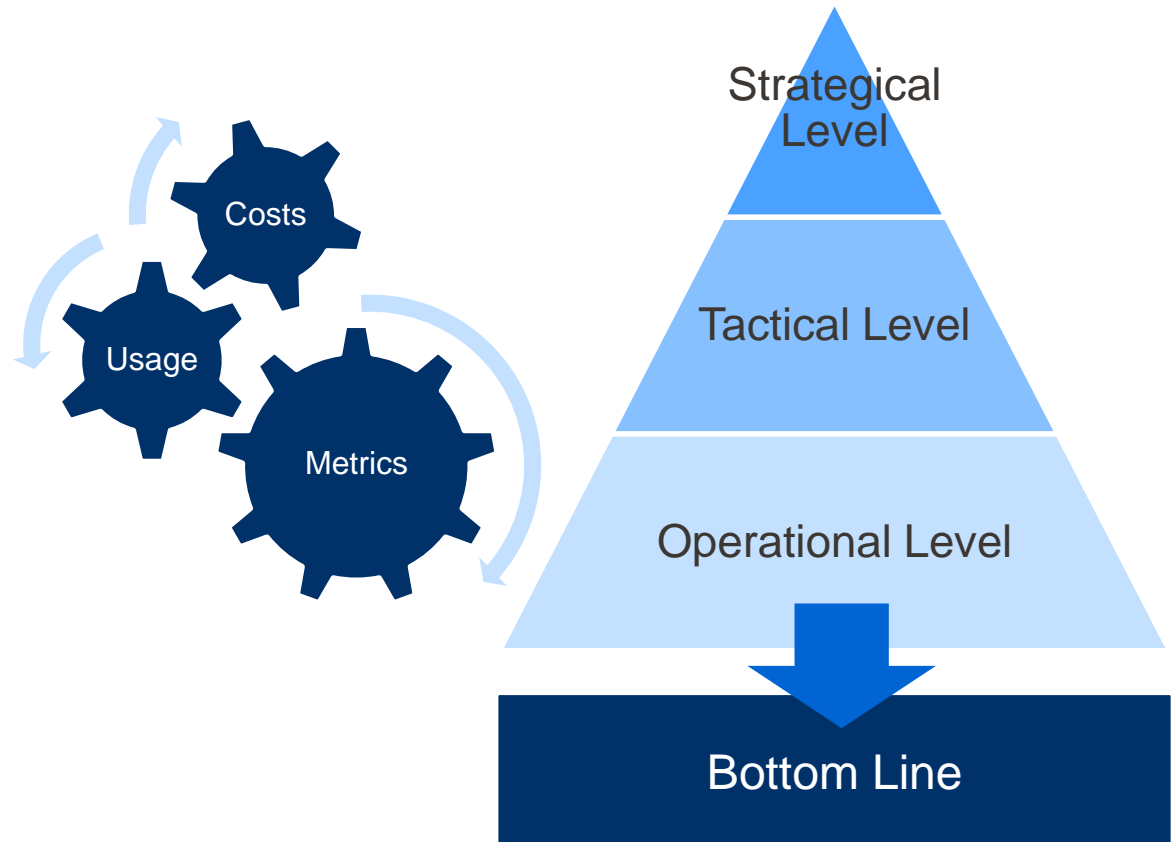 Costs
Usage
Metrics
Strategical
Level
Tactical Level
Operational Level
Bottom Line